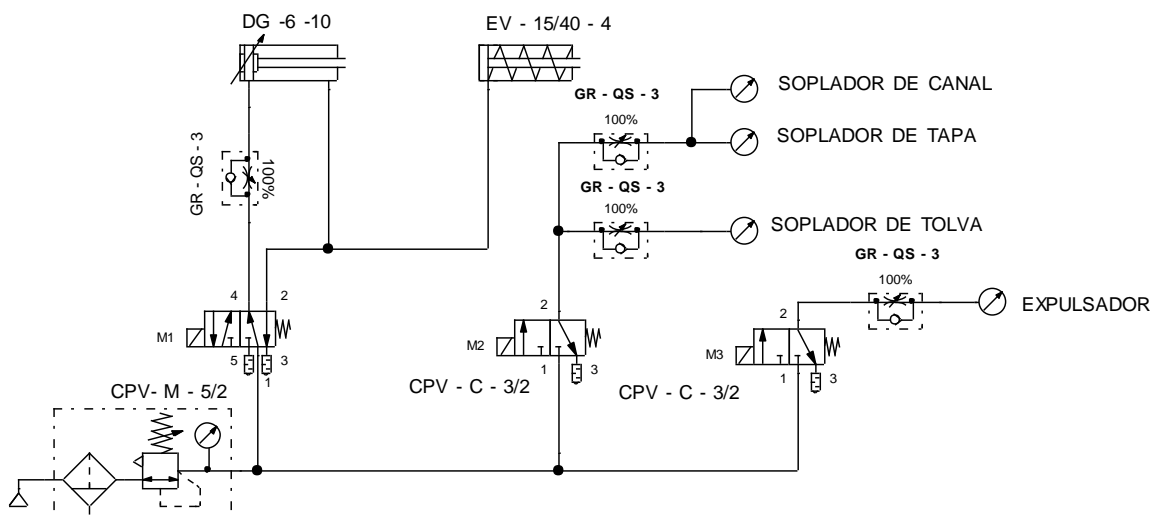 DG -6 -10
EV - 15/40 - 4
GR - QS - 3
100%
SOPLADOR DE CANAL
SOPLADOR DE TAPA
GR - QS - 3
100%
GR - QS - 3
100%
SOPLADOR DE TOLVA
GR - QS - 3
100%
EXPULSADOR
4 2
M1
5 3
1
CPV- M - 5/2
2
M2
1 3
CPV - C - 3/2
2
M3
1 3
CPV - C - 3/2